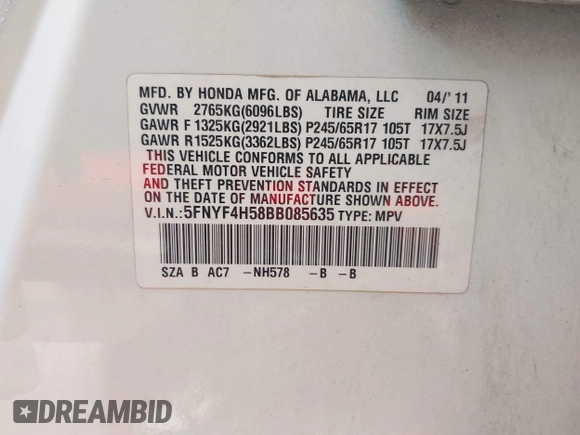 MFD. BY HONDA MFG. OF ALABAMA, LLC 04/'11
GVWR 2765KG(6096LBS) TIRE SIZE RIM SIZE
GAWR F 1325KG(2921LBS) P245/65R17 105T 17X7.5J
GAWR R 1525KG(3362LBS) P245/65R17 105T 17X7.5J
THIS VEHICLE CONFORMS TO ALL APPLICABLE
FEDERAL MOTOR VEHICLE SAFETY
AND THEFT PREVENTION STANDARDS IN EFFECT
ON THE DATE OF MANUFACTURE SHOWN ABOVE.
V.I.N.: 5FNYF4H58BB085635 TYPE: MPV
SZA B AC7 -NH578 -B -B
DREAMBID